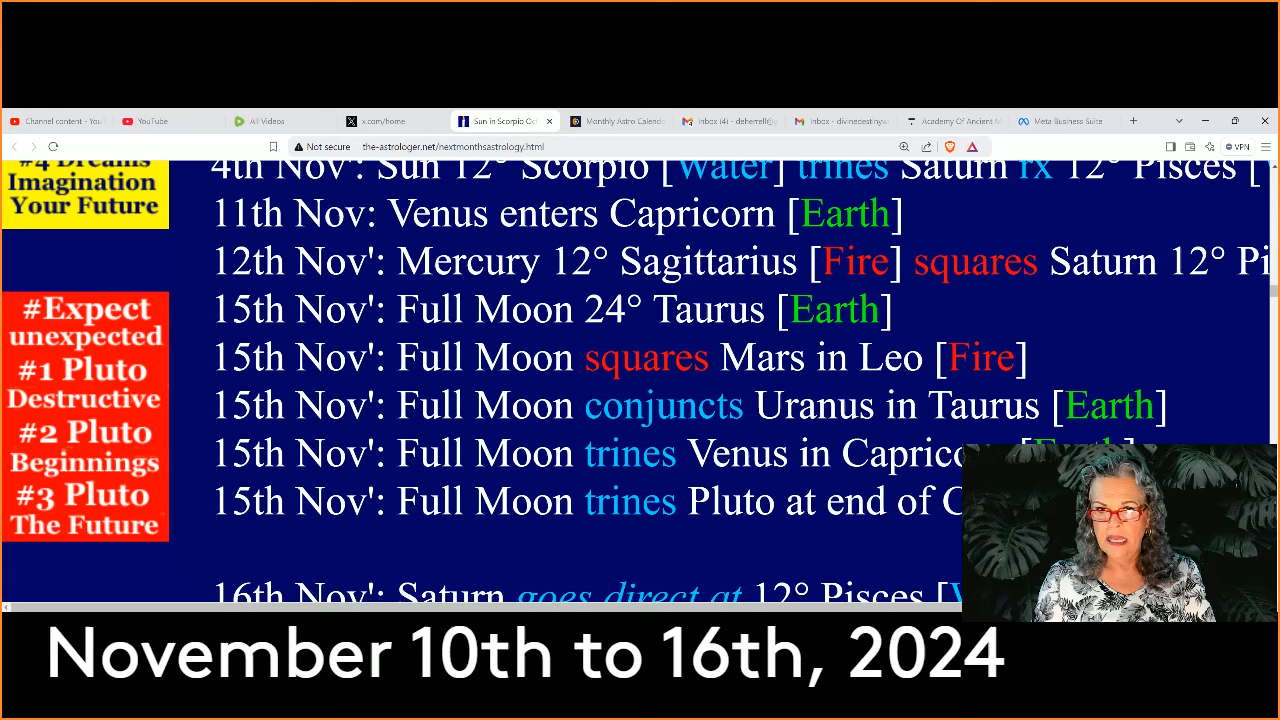 Channel content - You
YouTube
All Videos
x.com/home
Sun in Scorpio Oct
Monthly Astro Calenda
Inbox (4) - deherrell@g
Inbox - divinedestinyw
Academy Of Ancient M
Meta Business Suite
Not secure
the-astrologer.net/nextmonthsastrology.html
VPN
#4 Dreams
Imagination
Your Future
#Expect
unexpected
#1 Pluto
Destructive
#2 Pluto
Beginnings
#3 Pluto
The Future
4th Nov': Sun 12° Scorpio [Water] trines Saturn rx 12° Pisces [
11th Nov: Venus enters Capricorn [Earth]
12th Nov': Mercury 12° Sagittarius [Fire] squares Saturn 12° Pi
15th Nov': Full Moon 24° Taurus [Earth]
15th Nov': Full Moon squares Mars in Leo [Fire]
15th Nov': Full Moon conjuncts Uranus in Taurus [Earth]
15th Nov': Full Moon trines Venus in Caprico [Earth]
15th Nov': Full Moon trines Pluto at end of C
16th Nov': Saturn goes direct at 12° Pisces [
November 10th to 16th, 2024